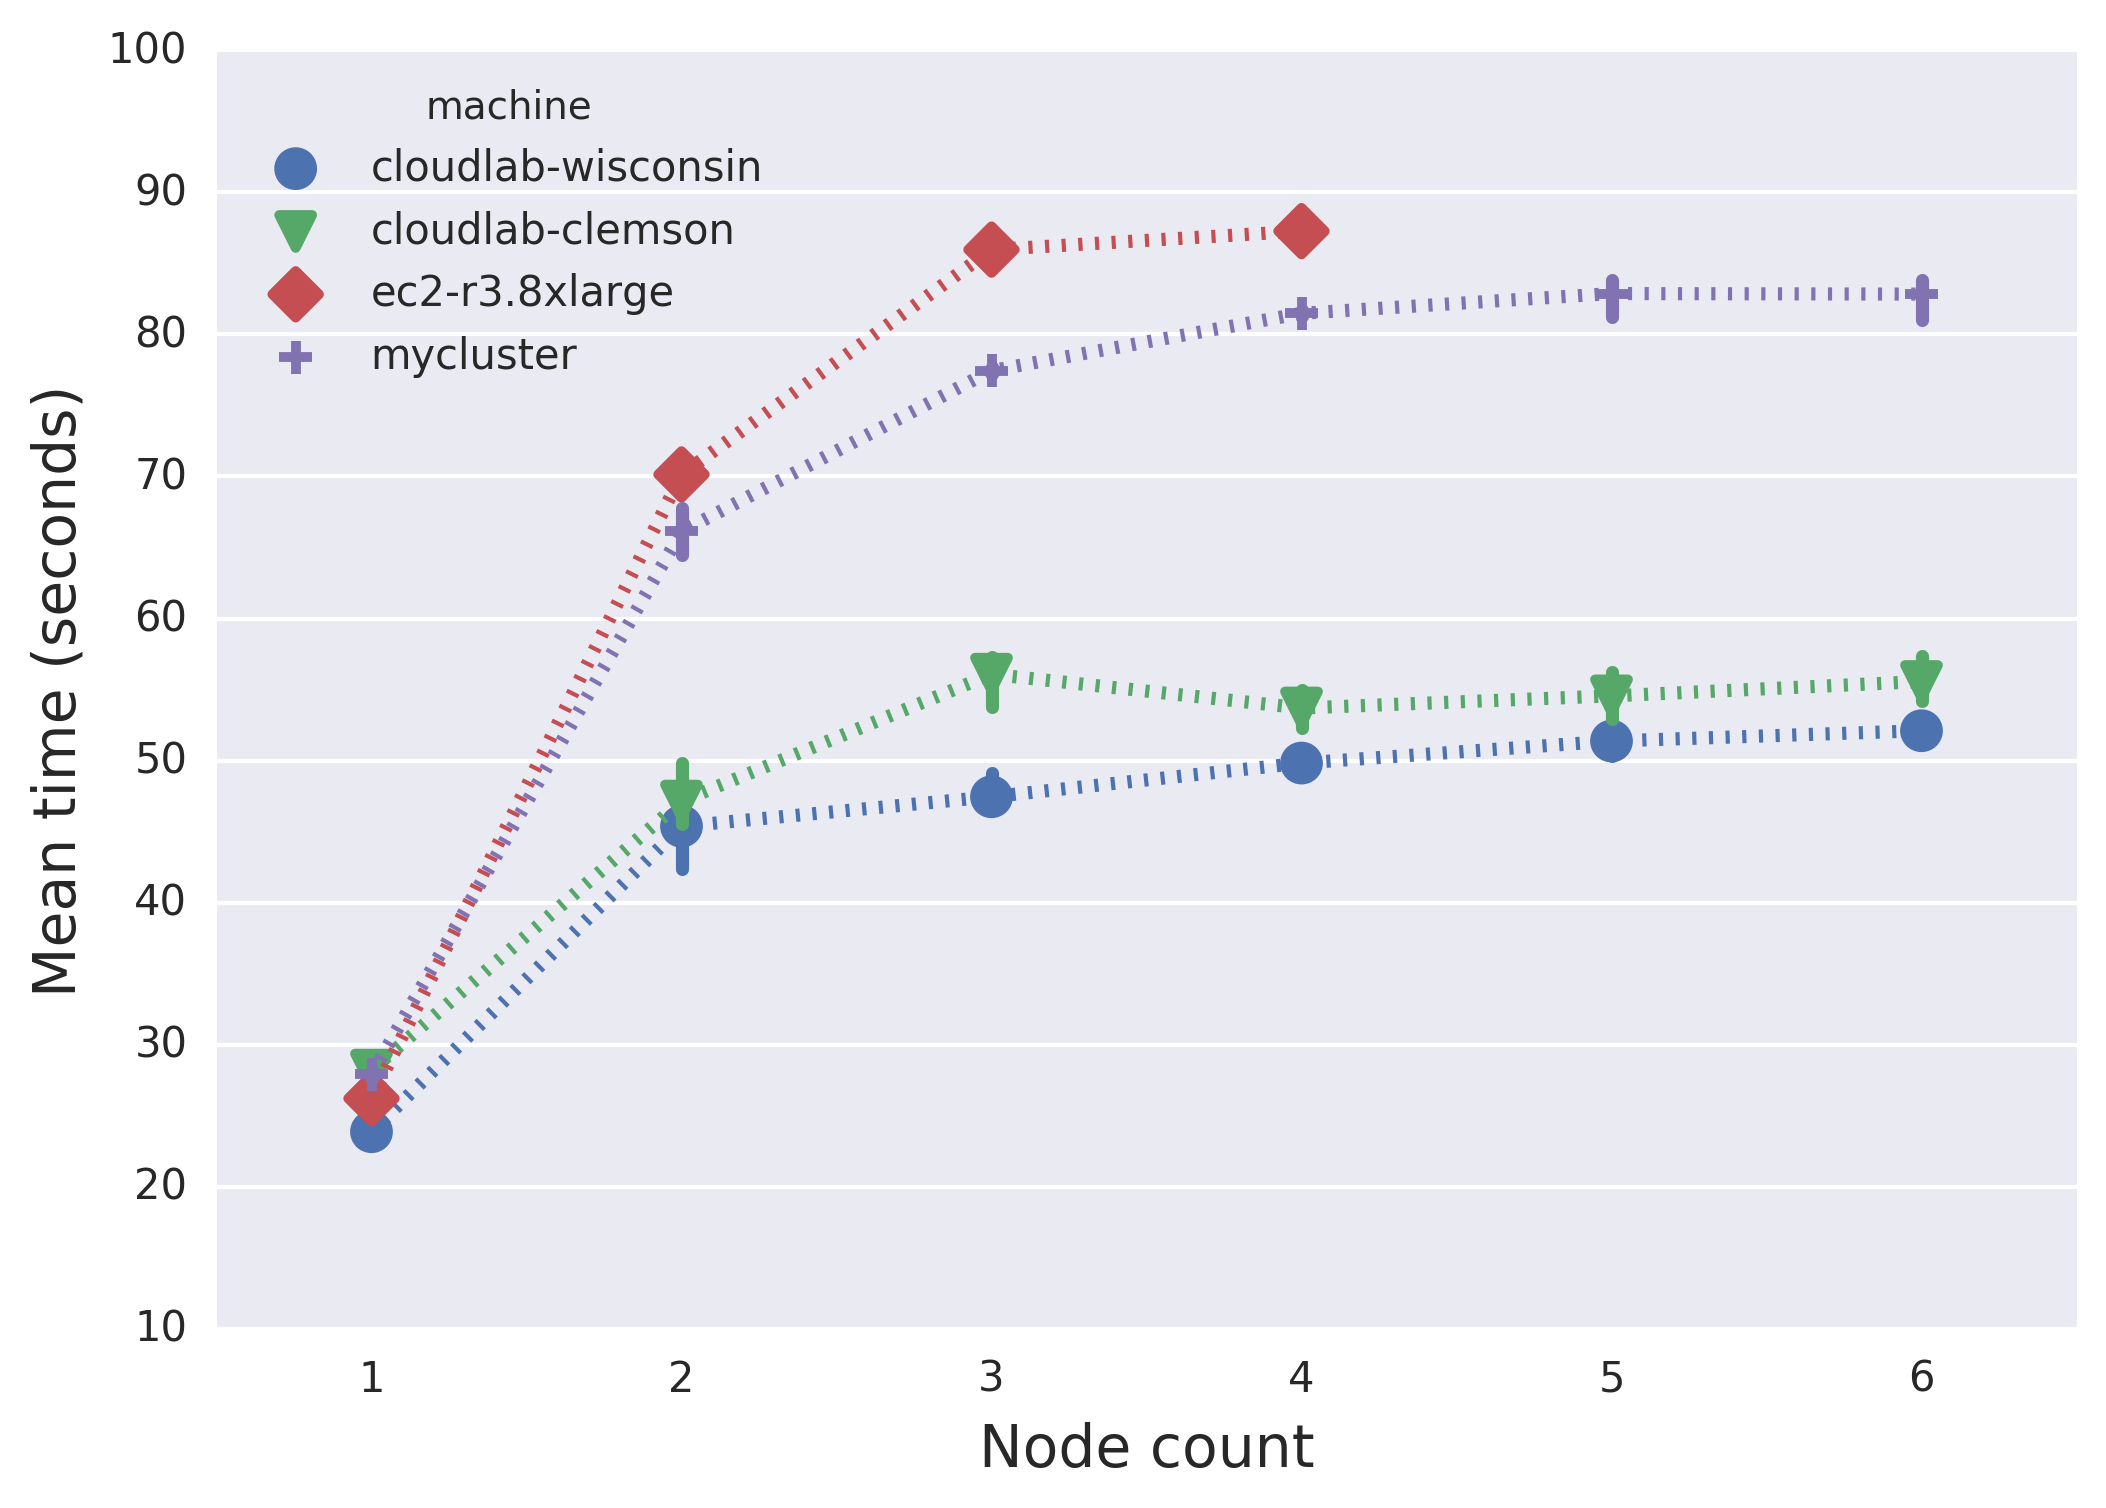 machine
cloudlab-wisconsin
cloudlab-clemson
ec2-r3.8xlarge
mycluster
Mean time (seconds)
100
90
80
70
60
50
40
30
20
10
1 2 3 4 5 6
Node count